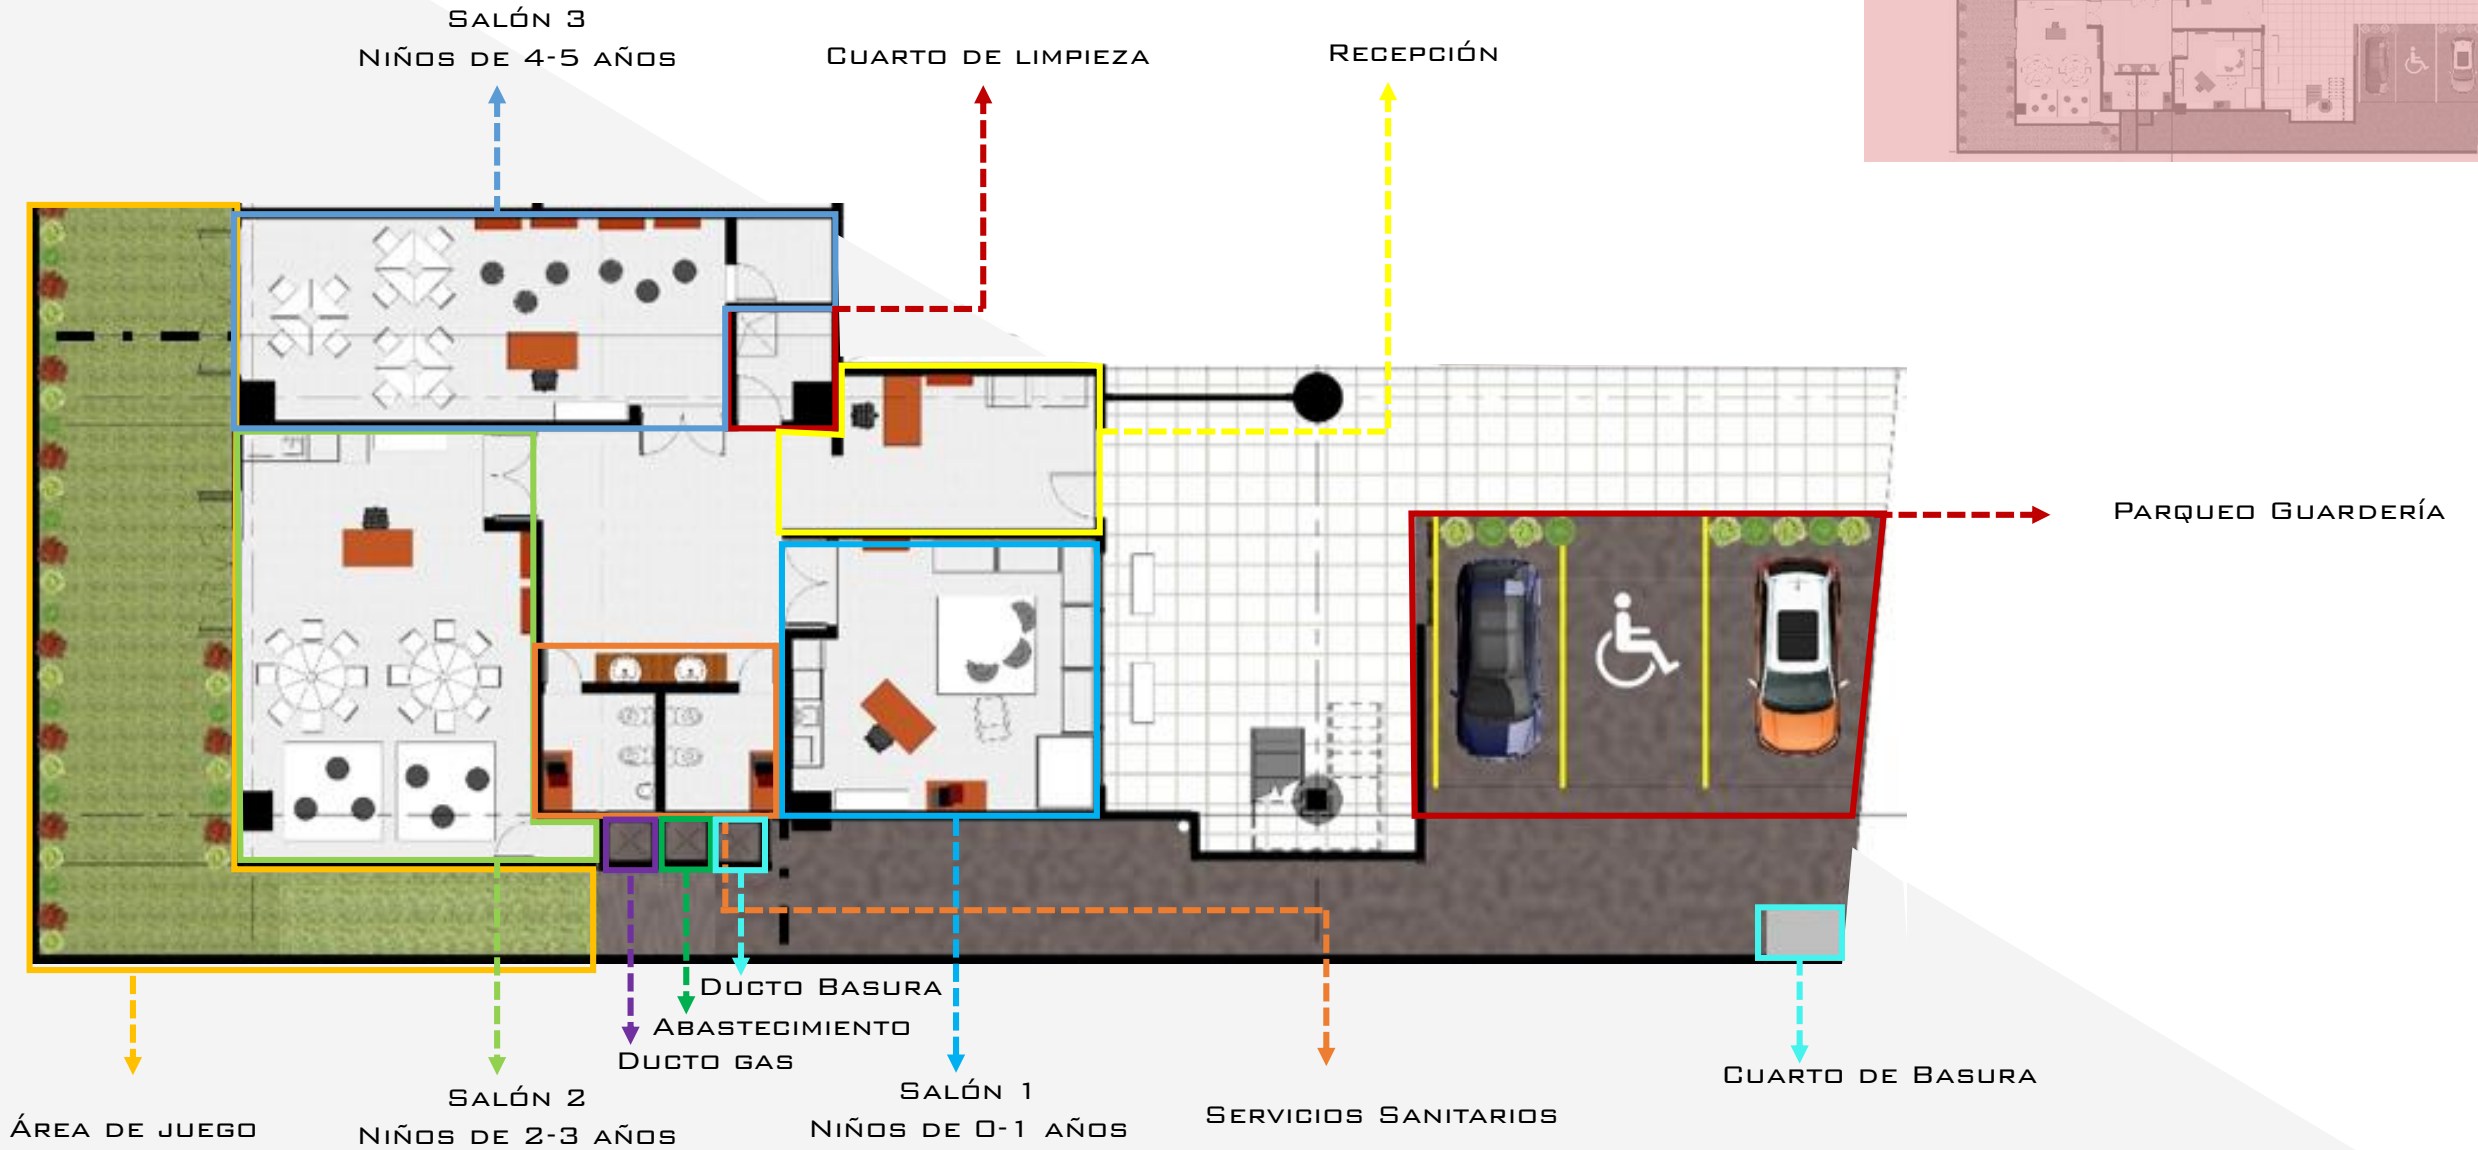 Salón 3
Niños de 4-5 años
Cuarto de limpieza
Recepción
Parqueo Guardería
Ducto Basura
Abastecimiento
Ducto gas
Cuarto de Basura
Salón 2
Niños de 2-3 años
Salón 1
Niños de 0-1 años
Servicios Sanitarios
Área de juego